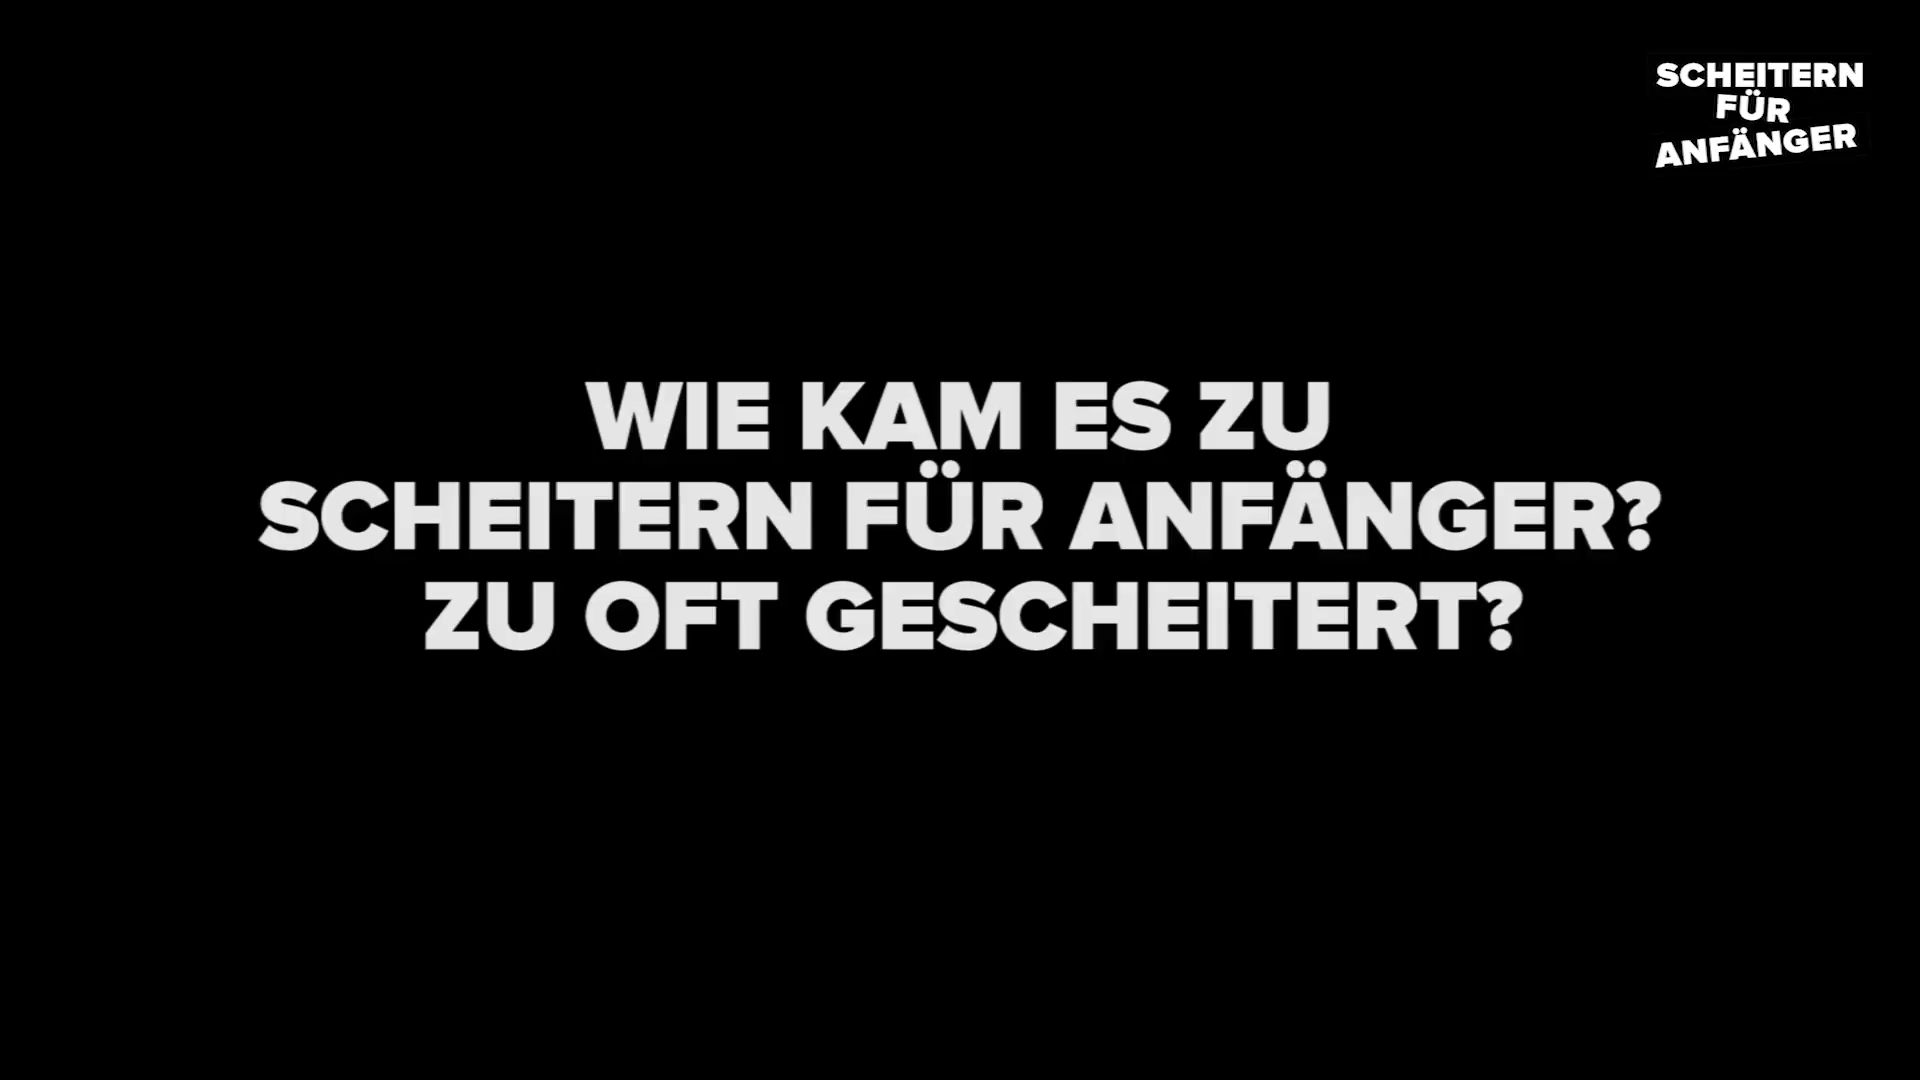 SCHEITERN
FÜR
ANFÄNGER
WIE KAM ES ZU
SCHEITERN FÜR ANFÄNGER?
ZU OFT GESCHEITERT?